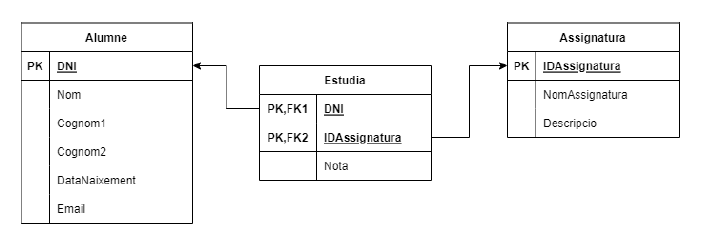 Alumne
PK DNI
Nom
Cognom1
Cognom2
DataNaixement
Email
Estudia
PK,FK1 DNI
PK,FK2 IDAssignatura
Nota
Assignatura
PK IDAssignatura
NomAssignatura
Descripcio